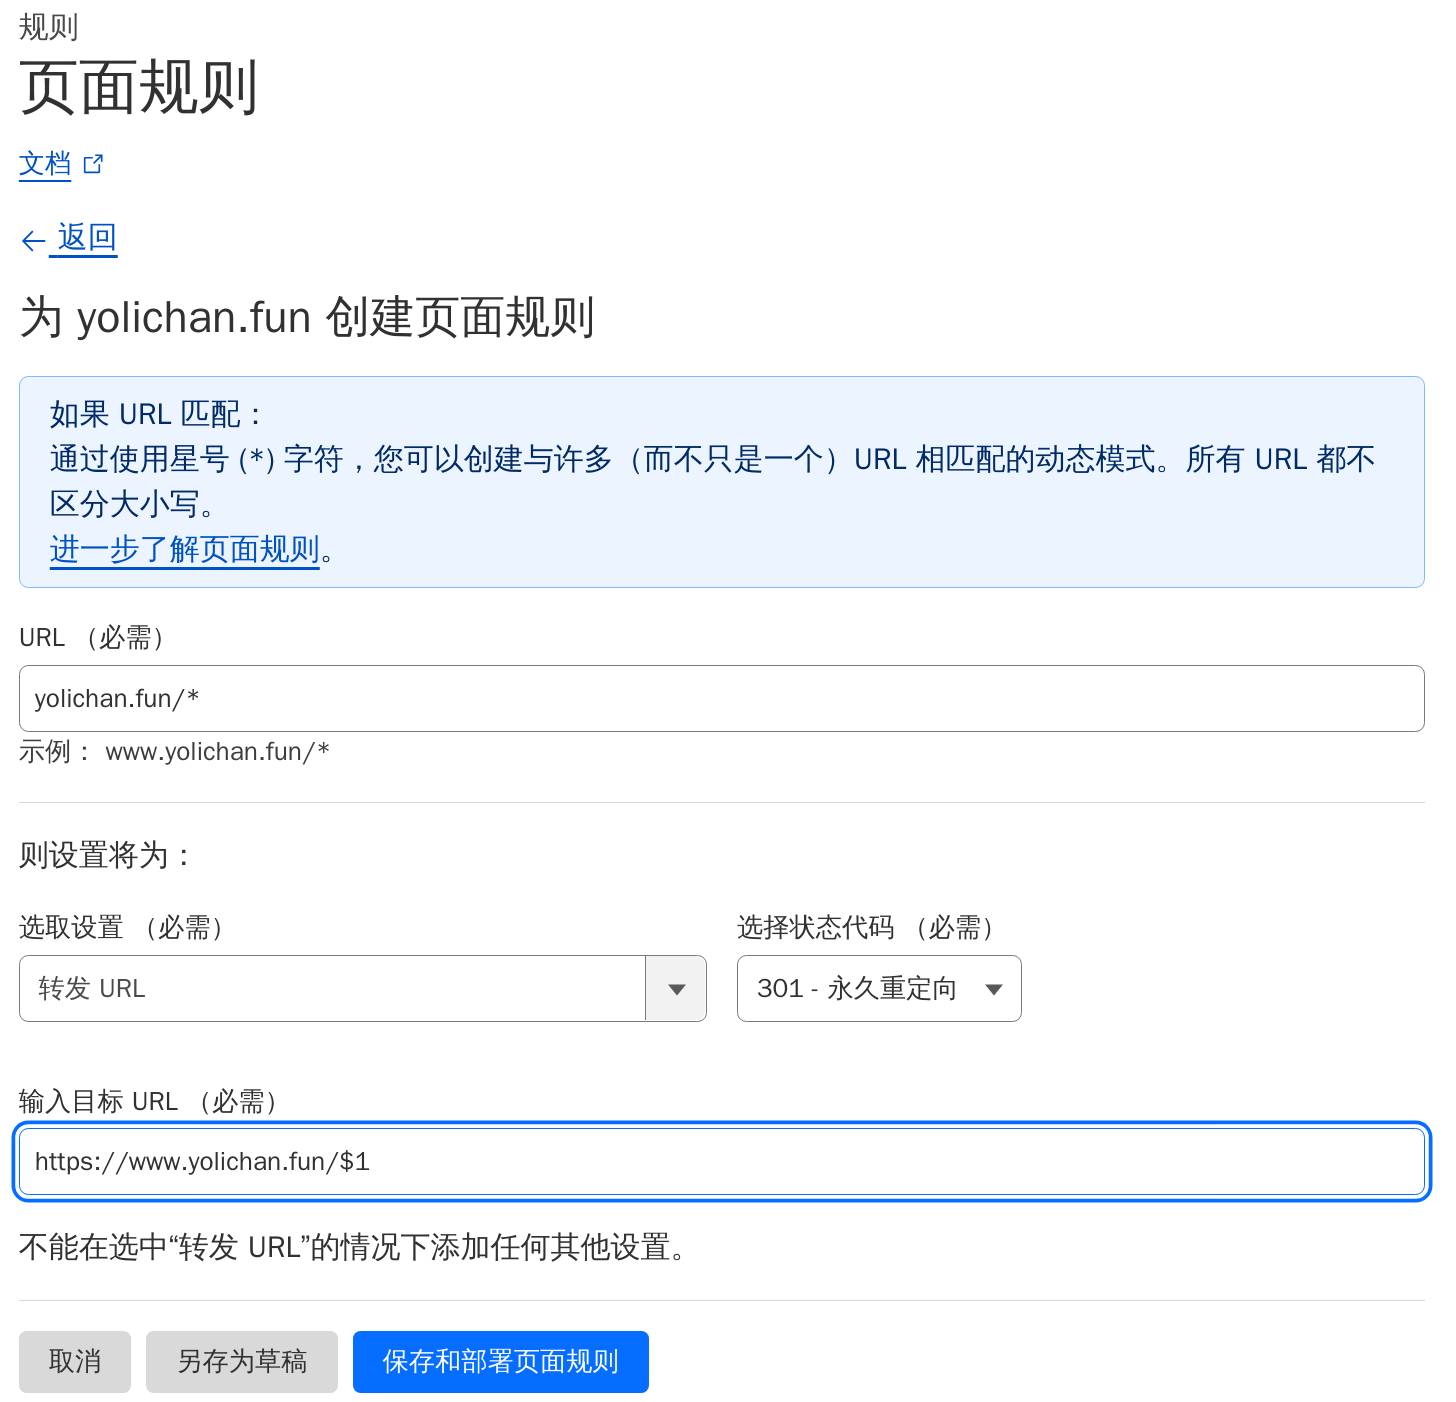 规则
页面规则
文档
返回
为 yolichan.fun 创建页面规则
如果 URL 匹配：
通过使用星号 (*) 字符，您可以创建与许多（而不只是一个）URL 相匹配的动态模式。所有 URL 都不
区分大小写。
进一步了解页面规则。
URL （必需）
yolichan.fun/*
示例： www.yolichan.fun/*
则设置将为：
选取设置 （必需） 选择状态代码 （必需）
转发 URL 301 - 永久重定向
输入目标 URL （必需）
https://www.yolichan.fun/$1
不能在选中“转发 URL”的情况下添加任何其他设置。
取消 另存为草稿 保存和部署页面规则